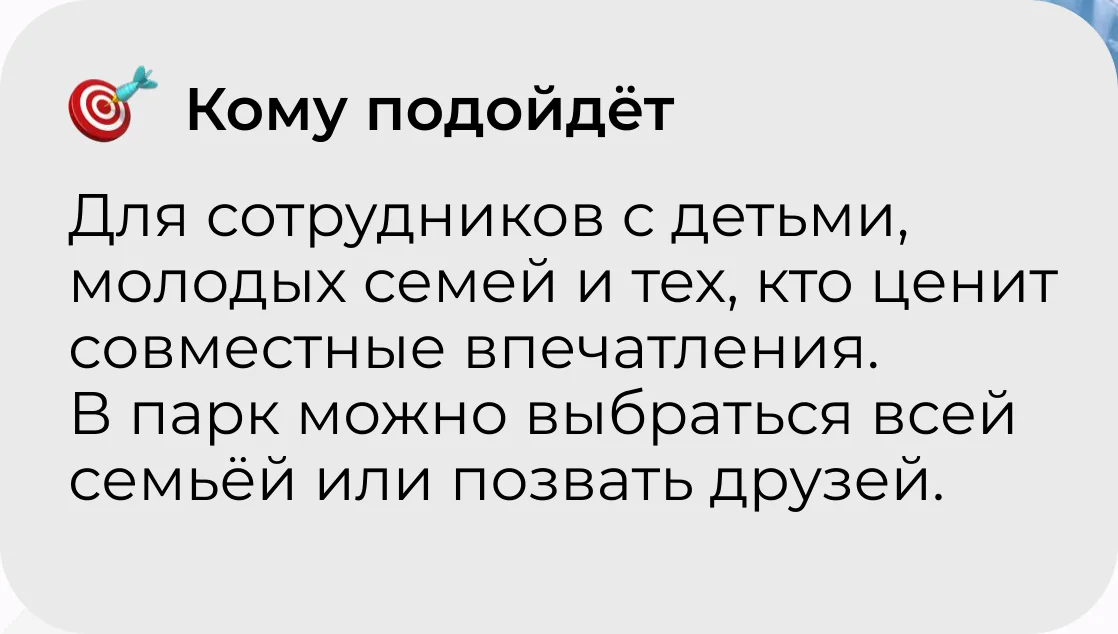 Кому подойдёт
Для сотрудников с детьми,
молодых семей и тех, кто ценит
совместные впечатления.
В парк можно выбраться всей
семьёй или позвать друзей.